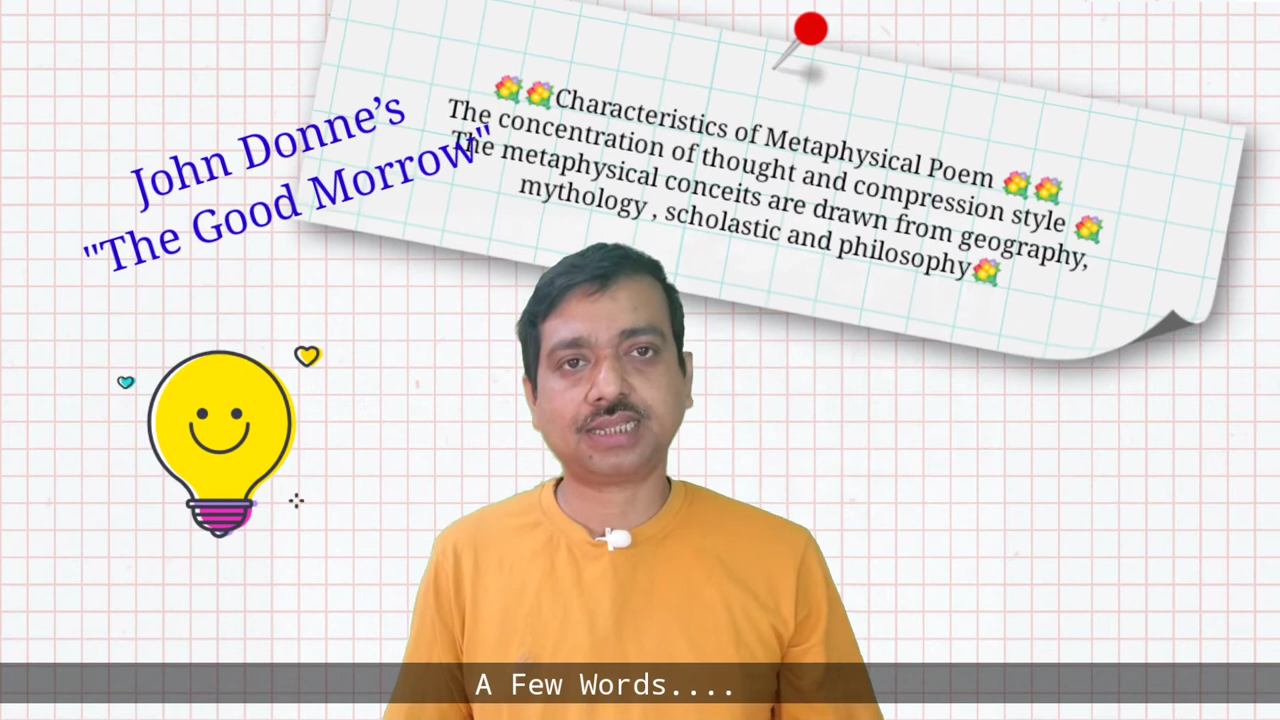 John Donne’s
"The Good Morrow"
💐💐Characteristics of Metaphysical Poem 💐💐
The concentration of thought and compression style 💐
The metaphysical conceits are drawn from geography,
mythology , scholastic and philosophy💐
A Few Words....